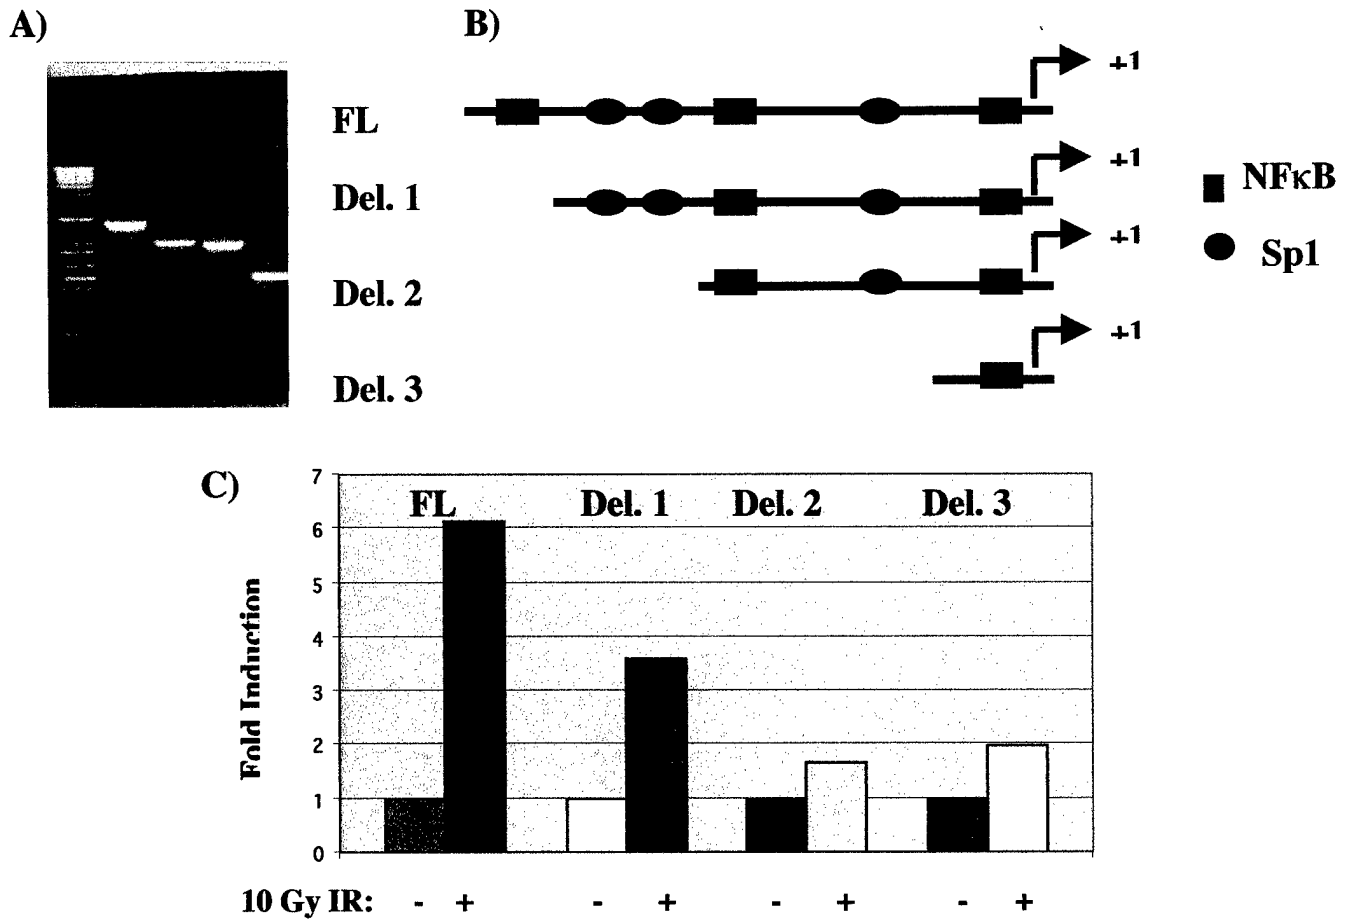 A)
B)
FL
Del. 1
Del. 2
Del. 3
+1
+1
+1
+1
NFκB
Sp1
C)
7
6
5
4
3
2
1
0
Fold Induction
FL
Del. 1
Del. 2
Del. 3
10 Gy IR: - + - + - + - +